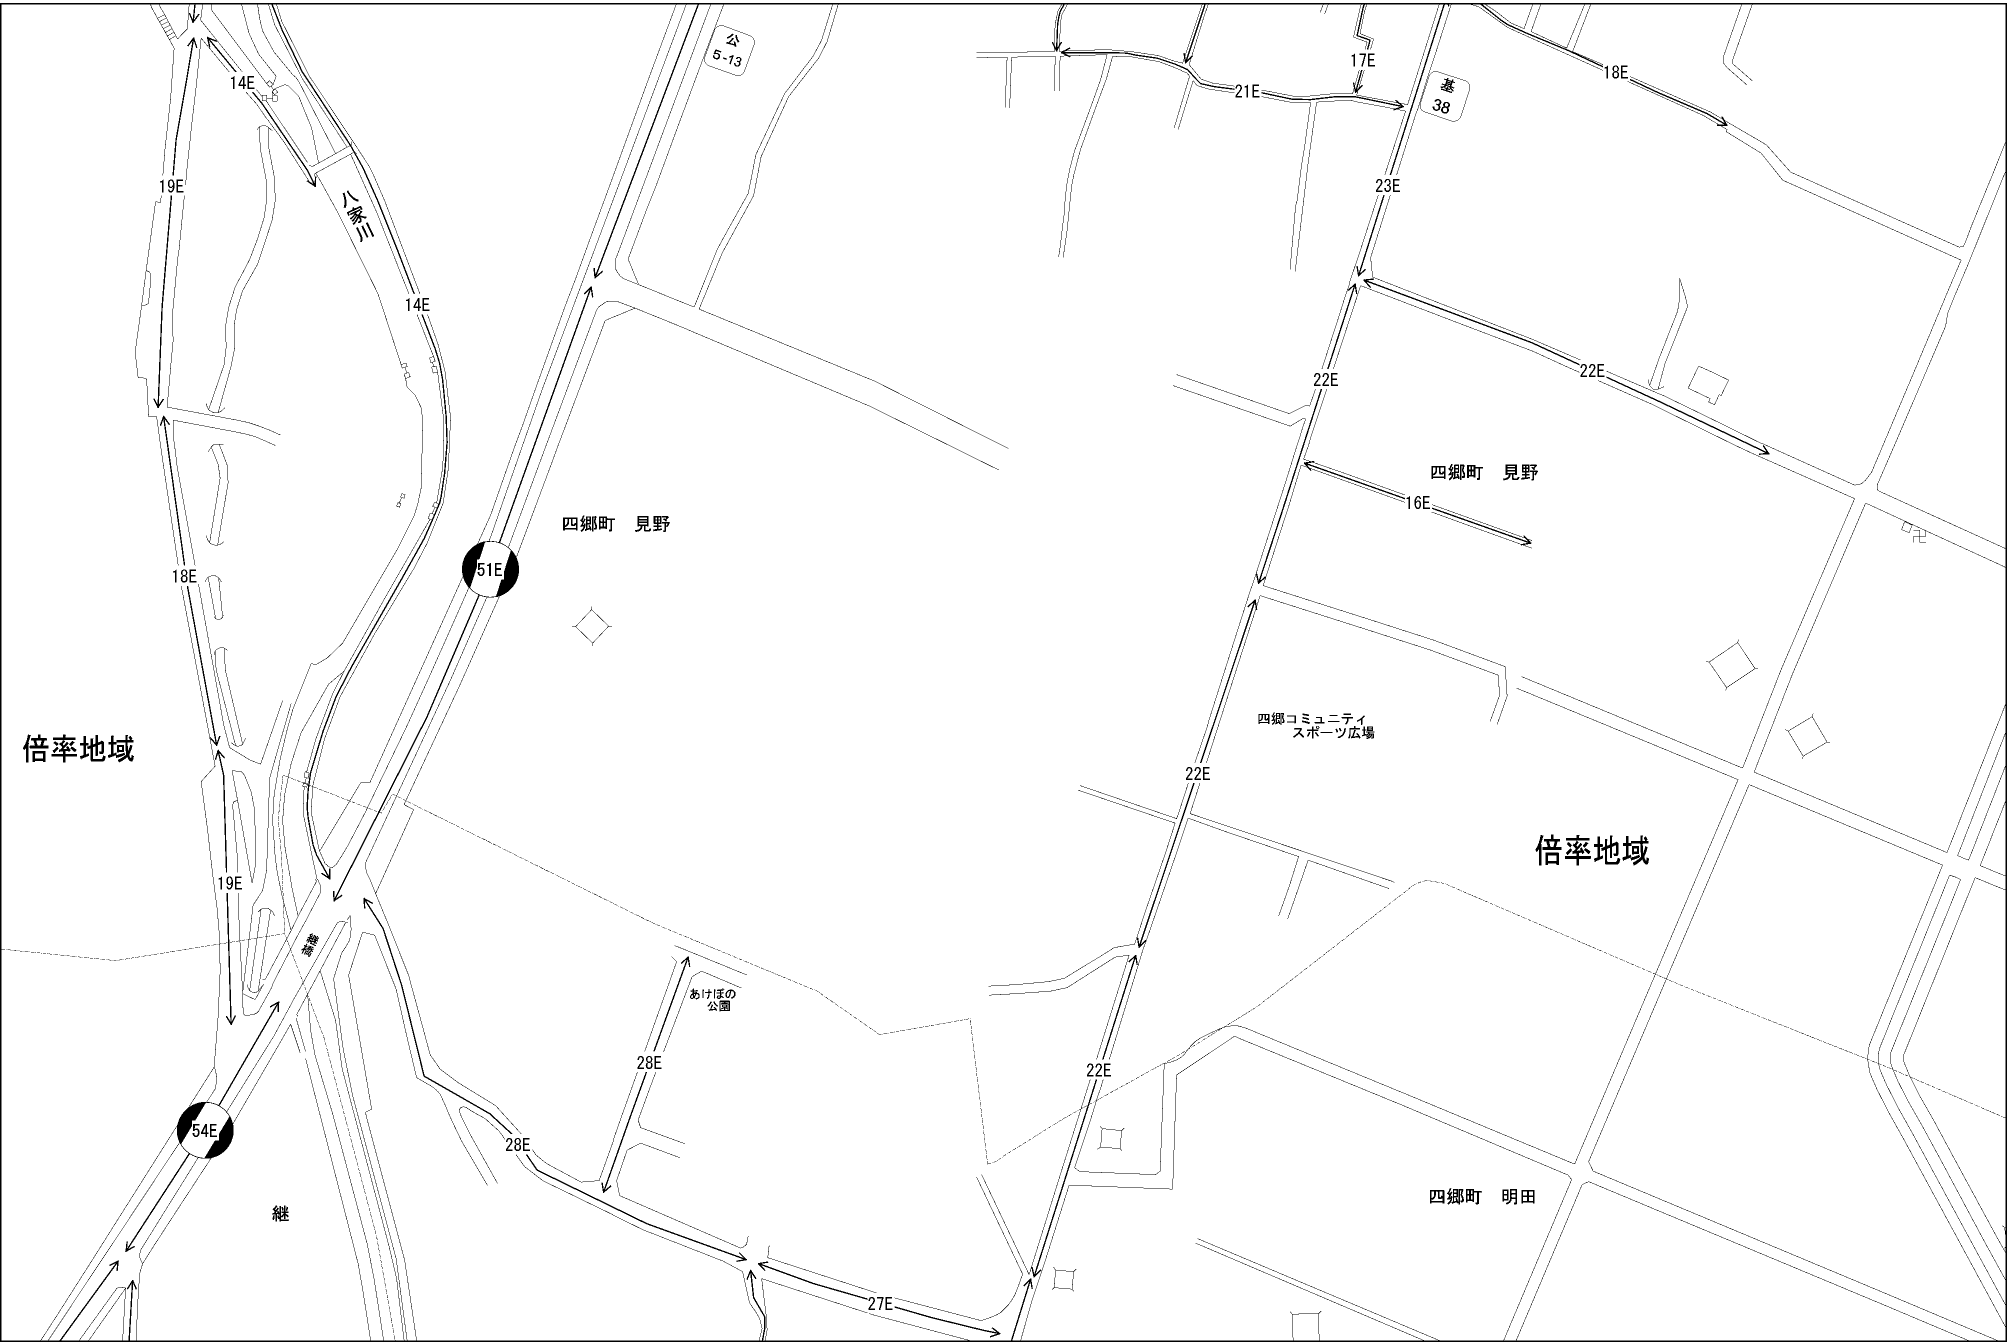 公
5-13
17E
18E
14E
21E
基
38
19E
23E
八家川
14E
22E
22E
四郷町 見野
16E
四郷町 見野
51E
18E
四郷コミュニティ
スポーツ広場
倍率地域
22E
倍率地域
19E
継橋
あけぼの
公園
28E
22E
54E
28E
四郷町 明田
継
27E